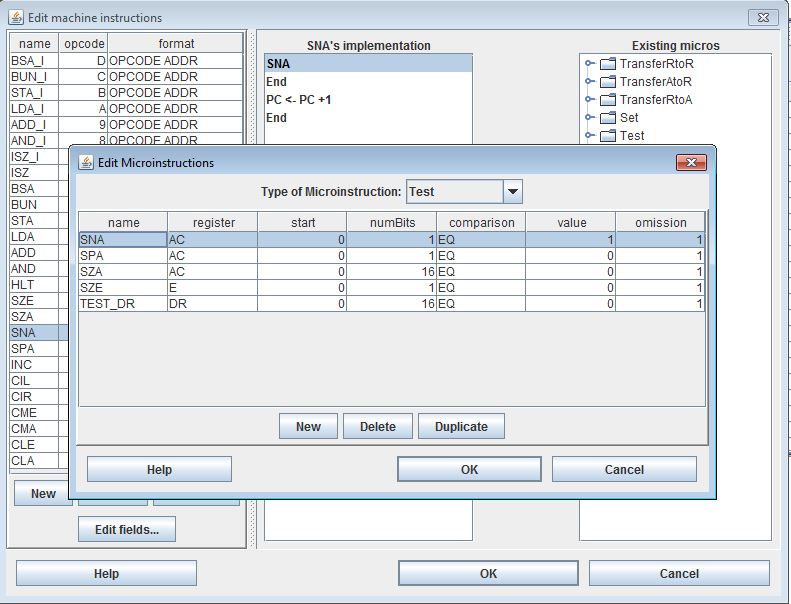 Edit machine instructions
name opcode format
BSA_I D OPCODE ADDR
BUN_I C OPCODE ADDR
STA_I B OPCODE ADDR
LDA_I A OPCODE ADDR
ADD_I 9 OPCODE ADDR
AND_I 8 OPCODE ADDR
ISZ_I
ISZ
BSA
BUN
STA
LDA
ADD
AND
HLT
SZE
SZA
SNA
SPA
INC
CIL
CIR
CME
CMA
CLE
CLA
New
Edit fields...
SNA's implementation
SNA
End
PC <- PC +1
End
Existing micros
TransferRtoR
TransferAtoR
TransferRtoA
Set
Test
Edit Microinstructions
Type of Microinstruction: Test
name register start numBits comparison value omission
SNA AC 0 1 EQ 1 1
SPA AC 0 1 EQ 0 1
SZA AC 0 16 EQ 0 1
SZE E 0 1 EQ 0 1
TEST_DR DR 0 16 EQ 0 1
New Delete Duplicate
Help OK Cancel
Help OK Cancel